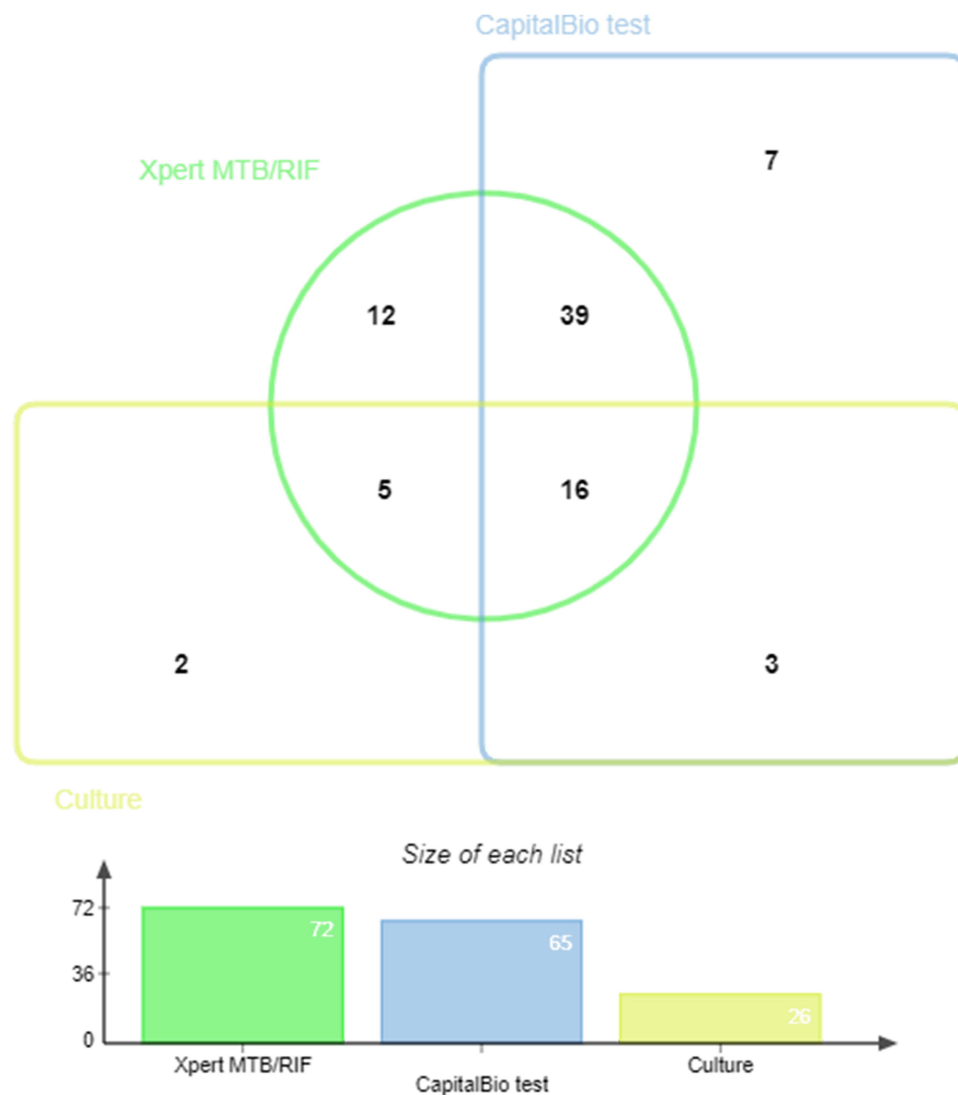 CapitalBio test
7
Xpert MTB/RIF
12
39
5
16
2
3
Culture
Size of each list
72
72
65
36
26
0
Xpert MTB/RIF
CapitalBio test
Culture